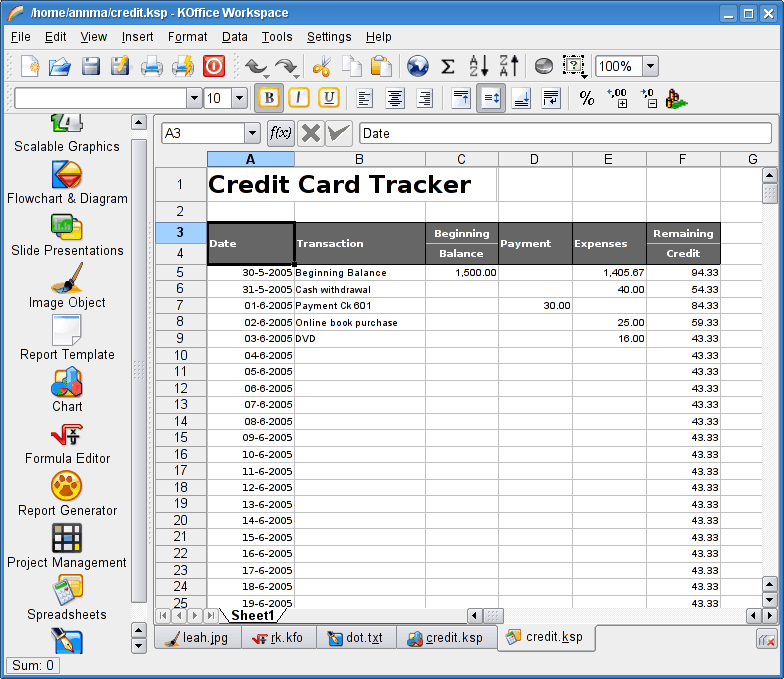 /home/annma/credit.ksp - KOffice Workspace
File Edit View Insert Format Data Tools Settings Help
100%
10 B I U %
A3 f(x) Date
Scalable Graphics
Flowchart & Diagram
Slide Presentations
Image Object
Report Template
Chart
Formula Editor
Report Generator
Project Management
Spreadsheets
A B C D E F G
1 Credit Card Tracker
2
3 Date Transaction Beginning Payment Expenses Remaining
4 Balance Credit
5 30-5-2005 Beginning Balance 1,500.00 1,405.67 94.33
6 31-5-2005 Cash withdrawal 40.00 54.33
7 01-6-2005 Payment Ck 601 30.00 84.33
8 02-6-2005 Online book purchase 25.00 59.33
9 03-6-2005 DVD 16.00 43.33
10 04-6-2005 43.33
11 05-6-2005 43.33
12 06-6-2005 43.33
13 07-6-2005 43.33
14 08-6-2005 43.33
15 09-6-2005 43.33
16 10-6-2005 43.33
17 11-6-2005 43.33
18 12-6-2005 43.33
19 13-6-2005 43.33
20 14-6-2005 43.33
21 15-6-2005 43.33
22 16-6-2005 43.33
23 17-6-2005 43.33
24 18-6-2005 43.33
25 19-6-2005 43.33
Sheet1
leah.jpg rk.kfo dot.txt credit.ksp credit.ksp
Sum: 0